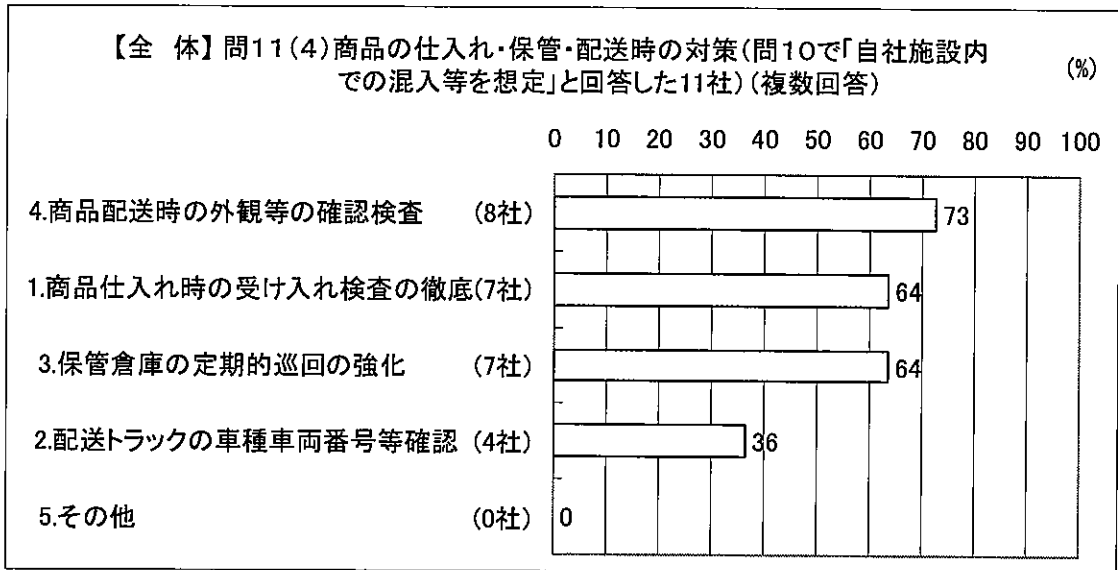 【全 体】問11(4)商品の仕入れ・保管・配送時の対策(問10で「自社施設内
での混入等を想定」と回答した11社)(複数回答)
(%)
0 10 20 30 40 50 60 70 80 90 100
4.商品配送時の外観等の確認検査 (8社) 73
1.商品仕入れ時の受け入れ検査の徹底(7社) 64
3.保管倉庫の定期的巡回の強化 (7社) 64
2.配送トラックの車種車両番号等確認 (4社) 36
5.その他 (0社) 0